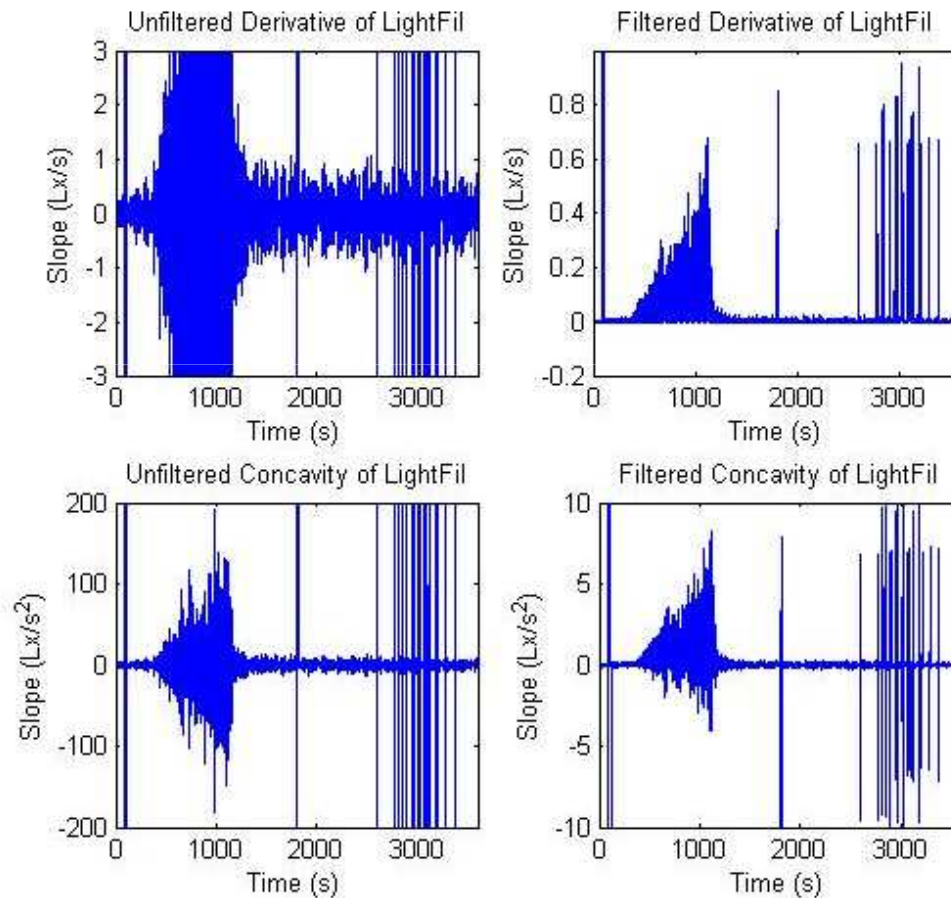 Unfiltered Derivative of LightFil
Slope (Lx/s)
3
2
1
0
-1
-2
-3
0 1000 2000 3000
Time (s)
Filtered Derivative of LightFil
Slope (Lx/s)
0.8
0.6
0.4
0.2
0
-0.2
0 1000 2000 3000
Time (s)
Unfiltered Concavity of LightFil
Slope (Lx/s²)
200
100
0
-100
-200
0 1000 2000 3000
Time (s)
Filtered Concavity of LightFil
Slope (Lx/s²)
10
5
0
-5
-10
0 1000 2000 3000
Time (s)